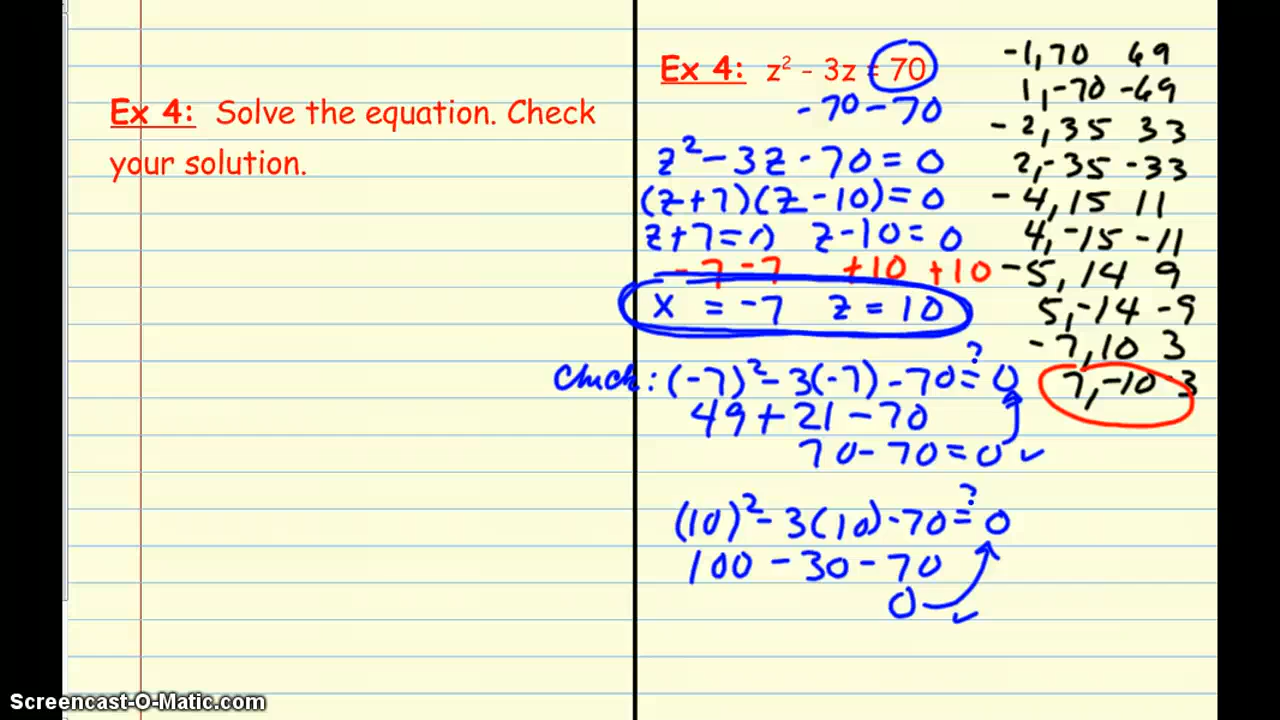 Ex 4: Solve the equation. Check
your solution.
Ex 4: z² - 3z = 70
- 70 - 70
z² - 3z - 70 = 0
(z + 7)(z - 10) = 0
z + 7 = 0 z - 10 = 0
- 7 - 7 + 10 + 10
x = -7 z = 10
Check: (-7)² - 3(-7) - 70 ?= 0
49 + 21 - 70
70 - 70 = 0 ✓
(10)² - 3(10) - 70 ?= 0
100 - 30 - 70
0 ✓
-1, 70 69
1, -70 -69
-2, 35 33
2, -35 -33
-4, 15 11
4, -15 -11
-5, 14 9
5, -14 -9
-7, 10 3
7, -10 -3
Screencast-O-Matic.com